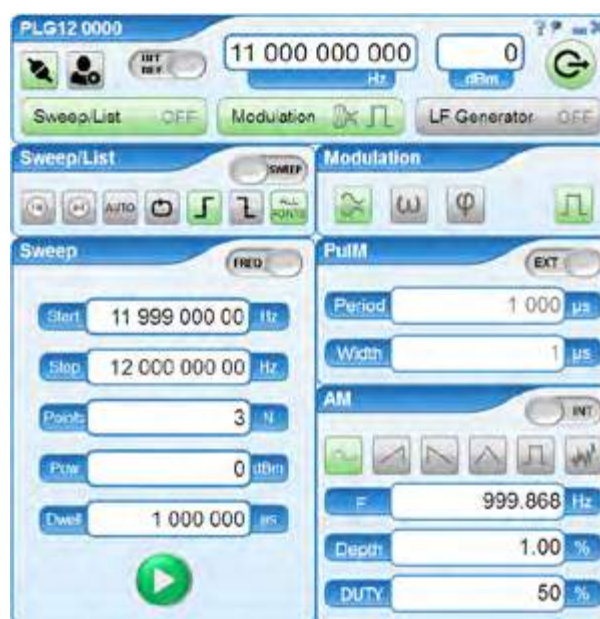 PLG12 0000
INT
REF
11 000 000 000
Hz
0
dBm
Sweep/List OFF
Modulation
LF Generator OFF
Sweep/List
SWEEP
AUTO
ALL
POINTS
Modulation
ω
φ
Sweep
FREQ
Start 11 999 000 00 Hz
Stop 12 000 000 00 Hz
Points 3 N
Pow 0 dBm
Dwell 1 000 000 µs
PulM
EXT
Period 1 000 µs
Width 1 µs
AM
INT
F 999.868 Hz
Depth 1.00 %
DUTY 50 %